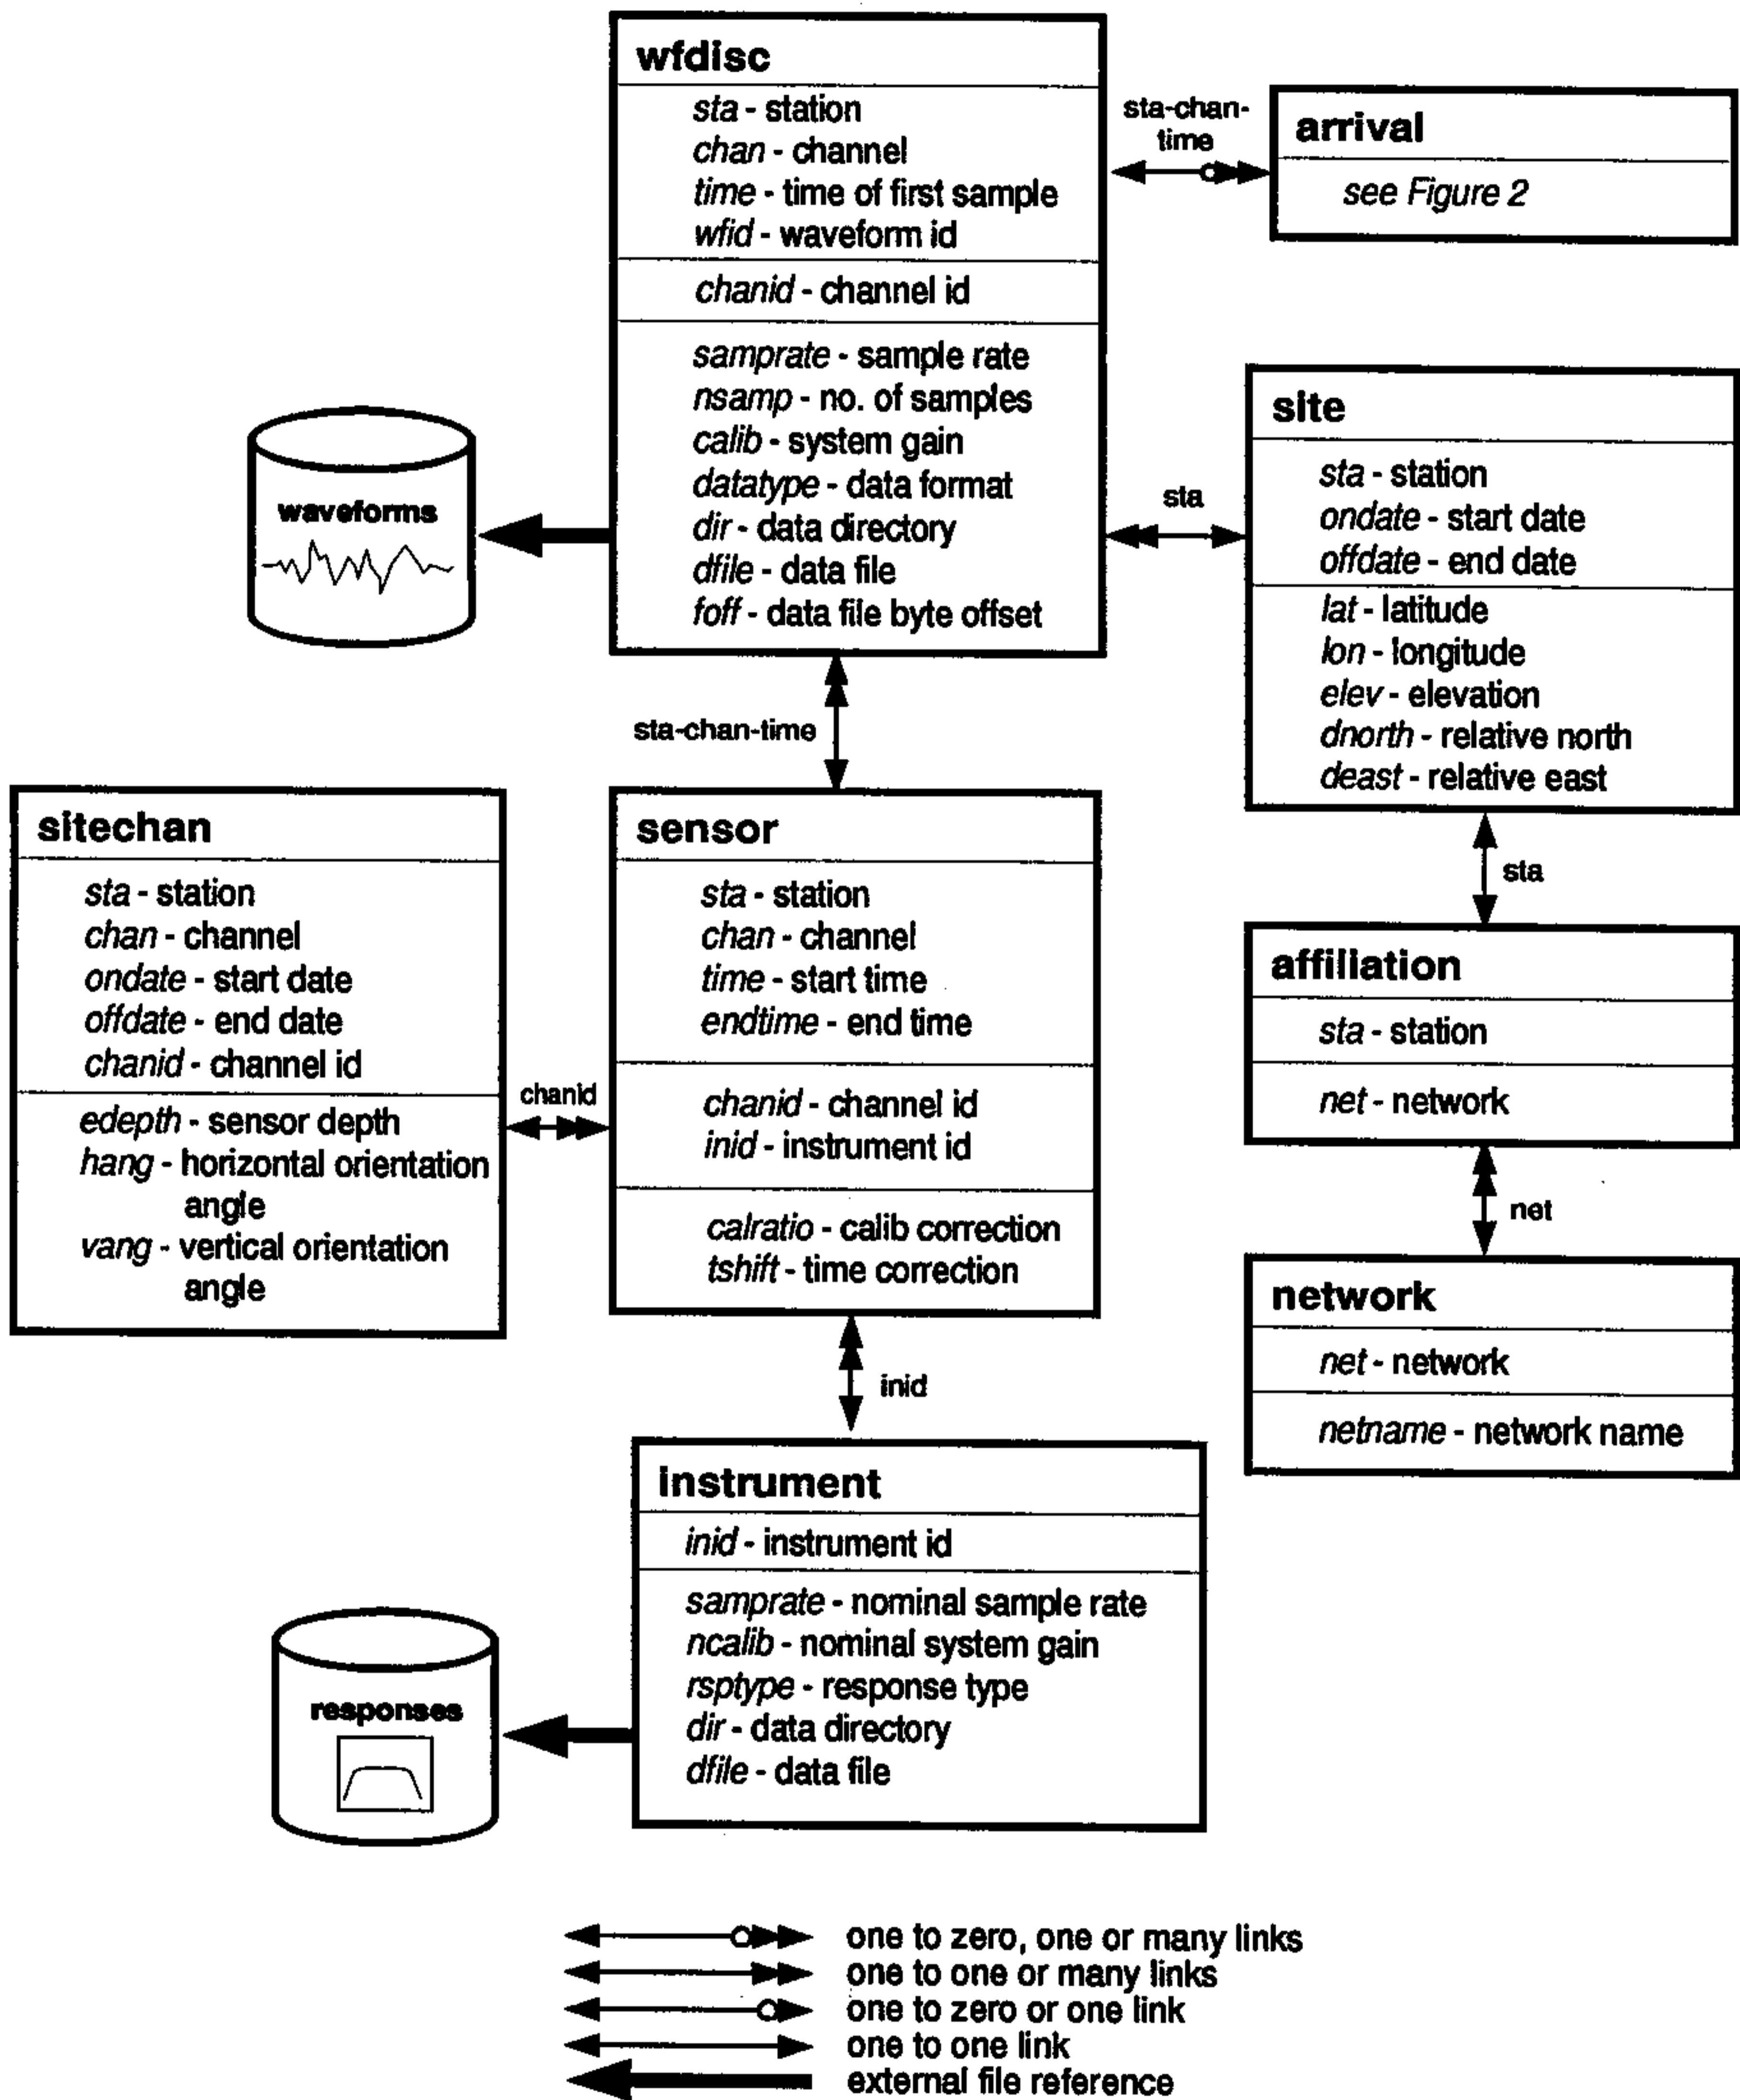 wfdisc
sta - station
chan - channel
time - time of first sample
wfid - waveform id
chanid - channel id
samprate - sample rate
nsamp - no. of samples
calib - system gain
datatype - data format
dir - data directory
dfile - data file
foff - data file byte offset
sta-chan-
time
arrival
see Figure 2
waveforms
sta
site
sta - station
ondate - start date
offdate - end date
lat - latitude
lon - longitude
elev - elevation
dnorth - relative north
deast - relative east
sta-chan-time
sitechan
sta - station
chan - channel
ondate - start date
offdate - end date
chanid - channel id
edepth - sensor depth
hang - horizontal orientation
angle
vang - vertical orientation
angle
chanid
sensor
sta - station
chan - channel
time - start time
endtime - end time
chanid - channel id
inid - instrument id
calratio - calib correction
tshift - time correction
sta
affiliation
sta - station
net - network
net
network
net - network
netname - network name
inid
instrument
inid - instrument id
samprate - nominal sample rate
ncalib - nominal system gain
rsptype - response type
dir - data directory
dfile - data file
responses
one to zero, one or many links
one to one or many links
one to zero or one link
one to one link
external file reference